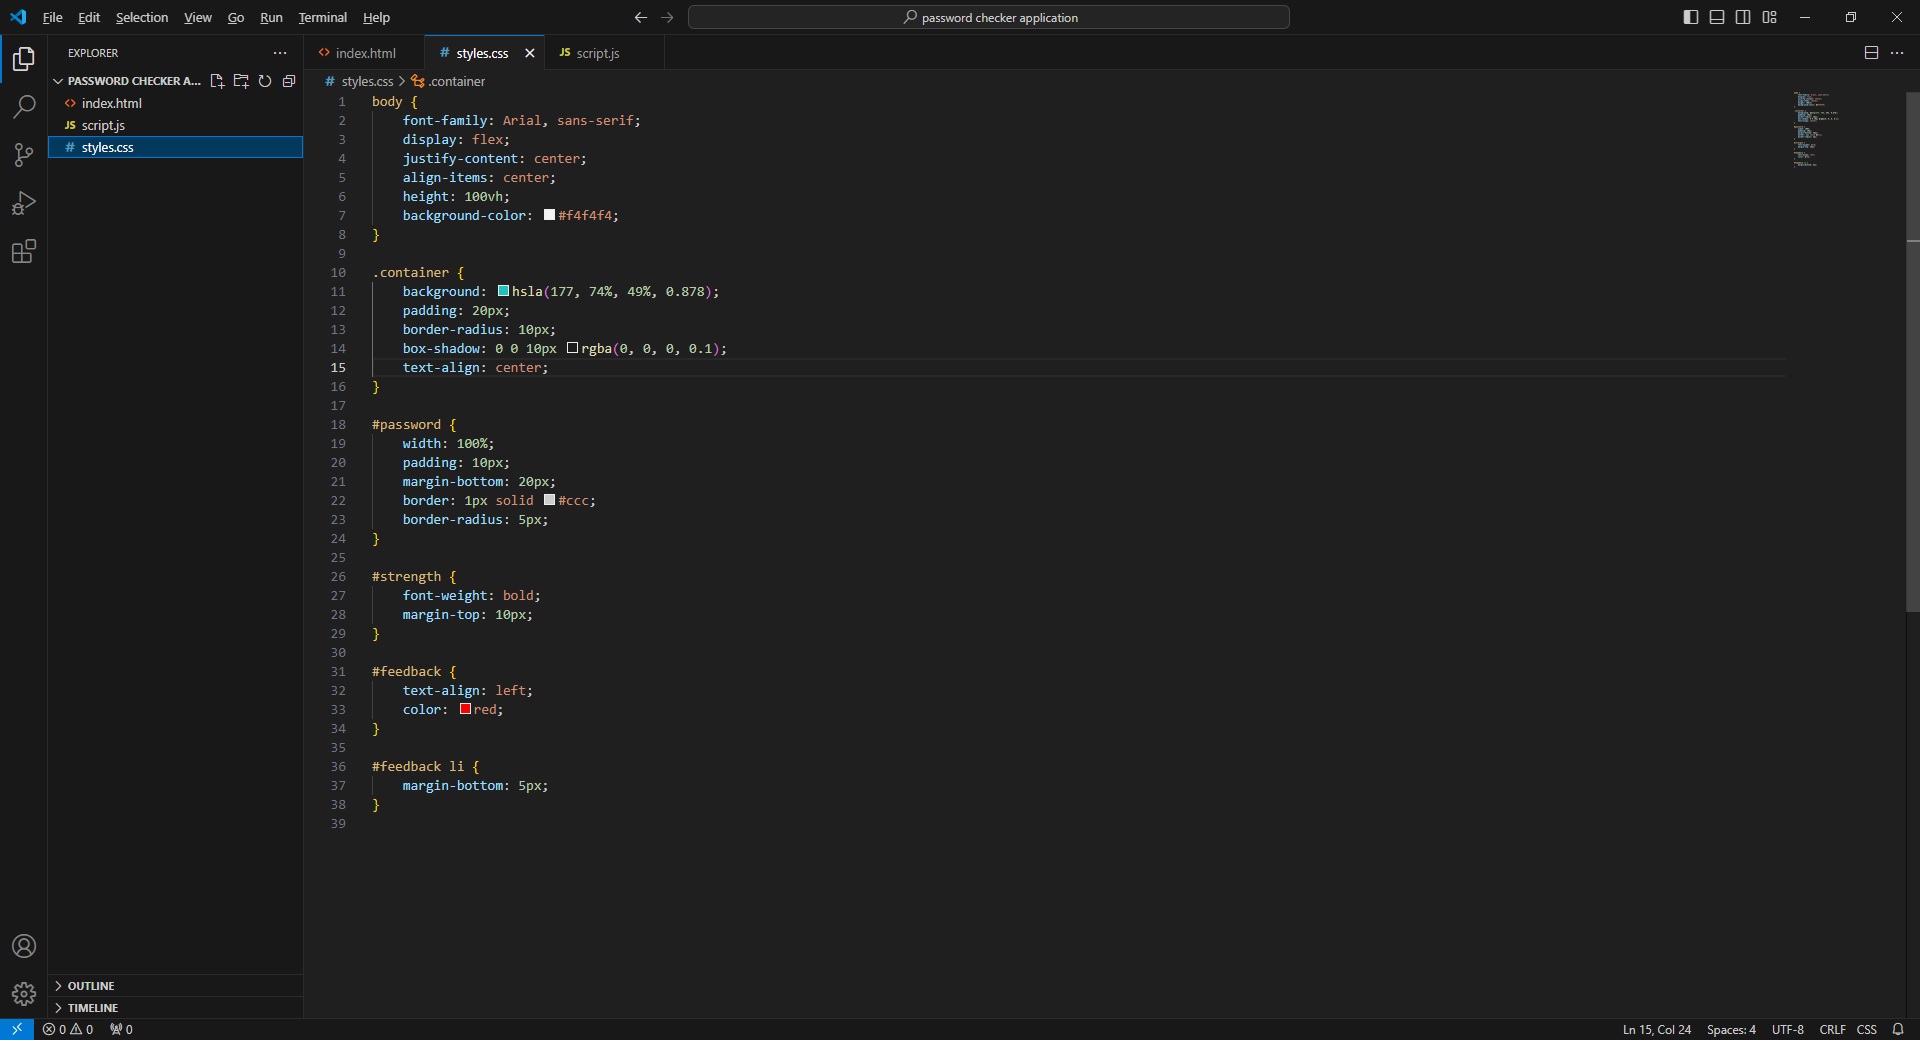 File Edit Selection View Go Run Terminal Help
password checker application
EXPLORER
PASSWORD CHECKER A...
index.html
script.js
styles.css
OUTLINE
TIMELINE
index.html
styles.css
script.js
styles.css > .container
1 body {
2 font-family: Arial, sans-serif;
3 display: flex;
4 justify-content: center;
5 align-items: center;
6 height: 100vh;
7 background-color: #f4f4f4;
8 }
9
10 .container {
11 background: hsla(177, 74%, 49%, 0.878);
12 padding: 20px;
13 border-radius: 10px;
14 box-shadow: 0 0 10px rgba(0, 0, 0, 0.1);
15 text-align: center;
16 }
17
18 #password {
19 width: 100%;
20 padding: 10px;
21 margin-bottom: 20px;
22 border: 1px solid #ccc;
23 border-radius: 5px;
24 }
25
26 #strength {
27 font-weight: bold;
28 margin-top: 10px;
29 }
30
31 #feedback {
32 text-align: left;
33 color: red;
34 }
35
36 #feedback li {
37 margin-bottom: 5px;
38 }
39
0 0 0
Ln 15, Col 24 Spaces: 4 UTF-8 CRLF CSS